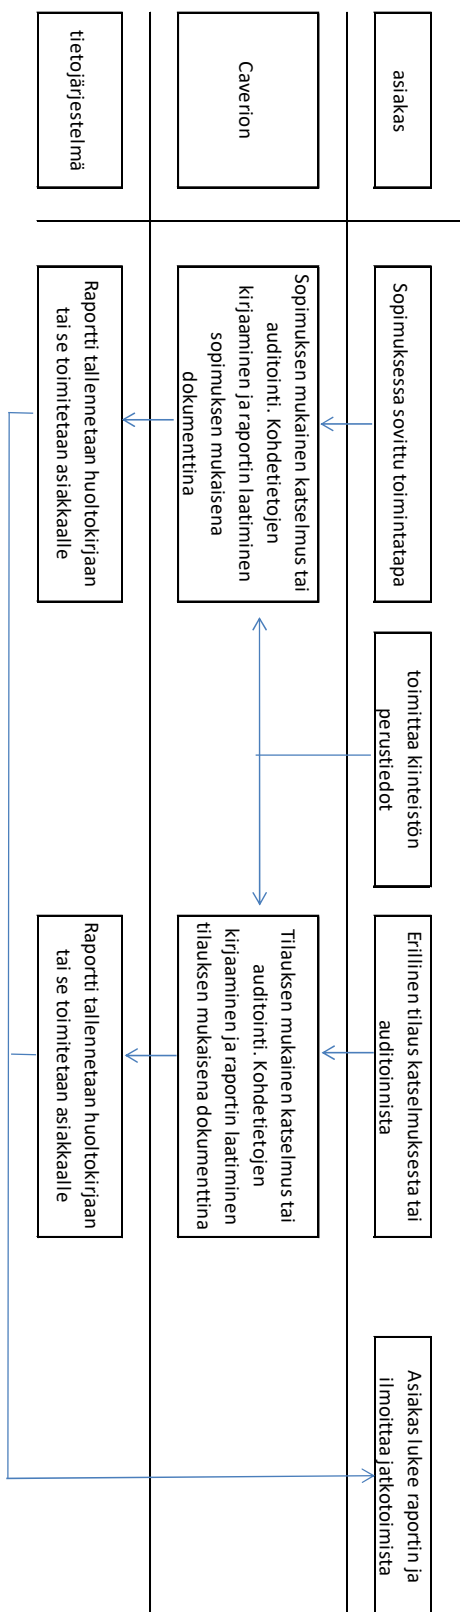 asiakas
Sopimuksessa sovittu toimintatapa
toimittaa kiinteistön
perustiedot
Erillinen tilaus katselmuksesta tai
auditoinnista
Asiakas lukee raportin ja
ilmoittaa jatkotoimista
Caverion
Sopimuksen mukainen katselmus tai
auditointi. Kohdetietojen
kirjaaminen ja raportin laatiminen
sopimuksen mukaisena
dokumenttina
Tilauksen mukainen katselmus tai
auditointi. Kohdetietojen
kirjaaminen ja raportin laatiminen
tilauksen mukaisena dokumenttina
tietojärjestelmä
Raportti tallennetaan huoltokirjaan
tai se toimitetaan asiakkaalle
Raportti tallennetaan huoltokirjaan
tai se toimitetaan asiakkaalle